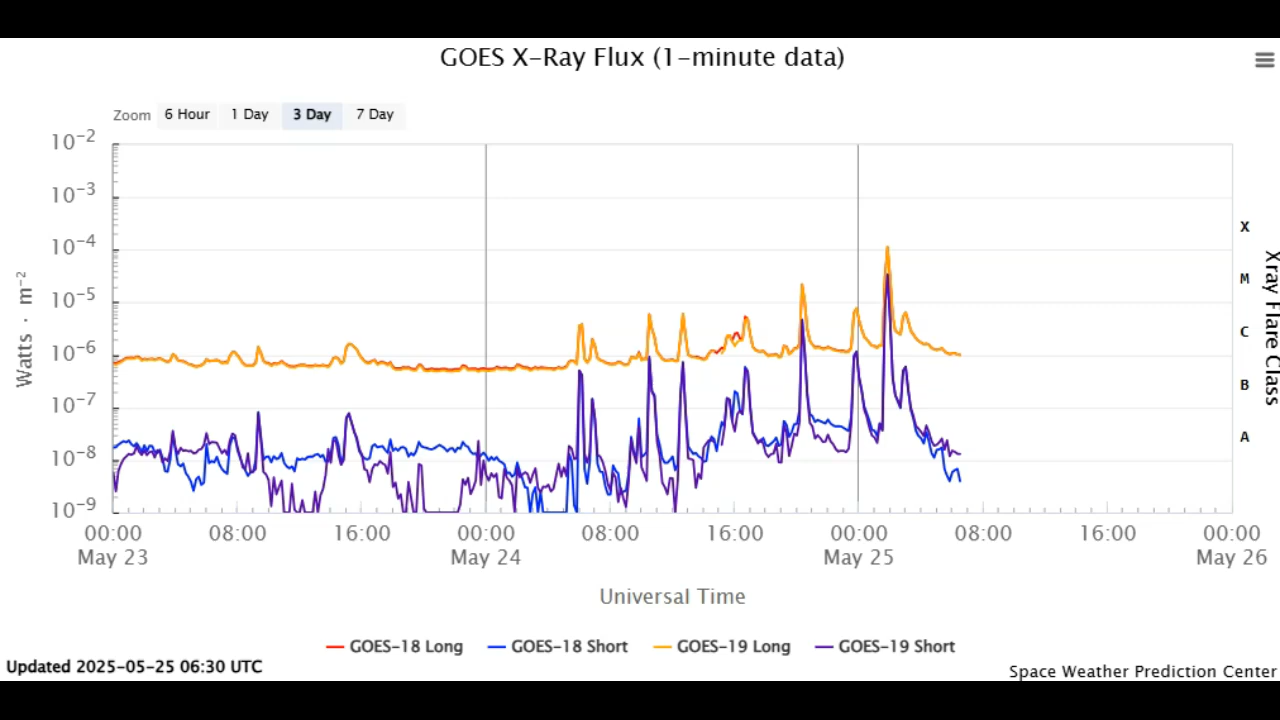 GOES X-Ray Flux (1-minute data)
Zoom 6 Hour 1 Day 3 Day 7 Day
10⁻²
10⁻³
10⁻⁴
10⁻⁵
10⁻⁶
10⁻⁷
10⁻⁸
10⁻⁹
Watts · m⁻²
X
M
C
B
A
Xray Flare Class
00:00 08:00 16:00 00:00 08:00 16:00 00:00 08:00 16:00 00:00
May 23 May 24 May 25 May 26
Universal Time
GOES-18 Long GOES-18 Short GOES-19 Long GOES-19 Short
Updated 2025-05-25 06:30 UTC
Space Weather Prediction Center